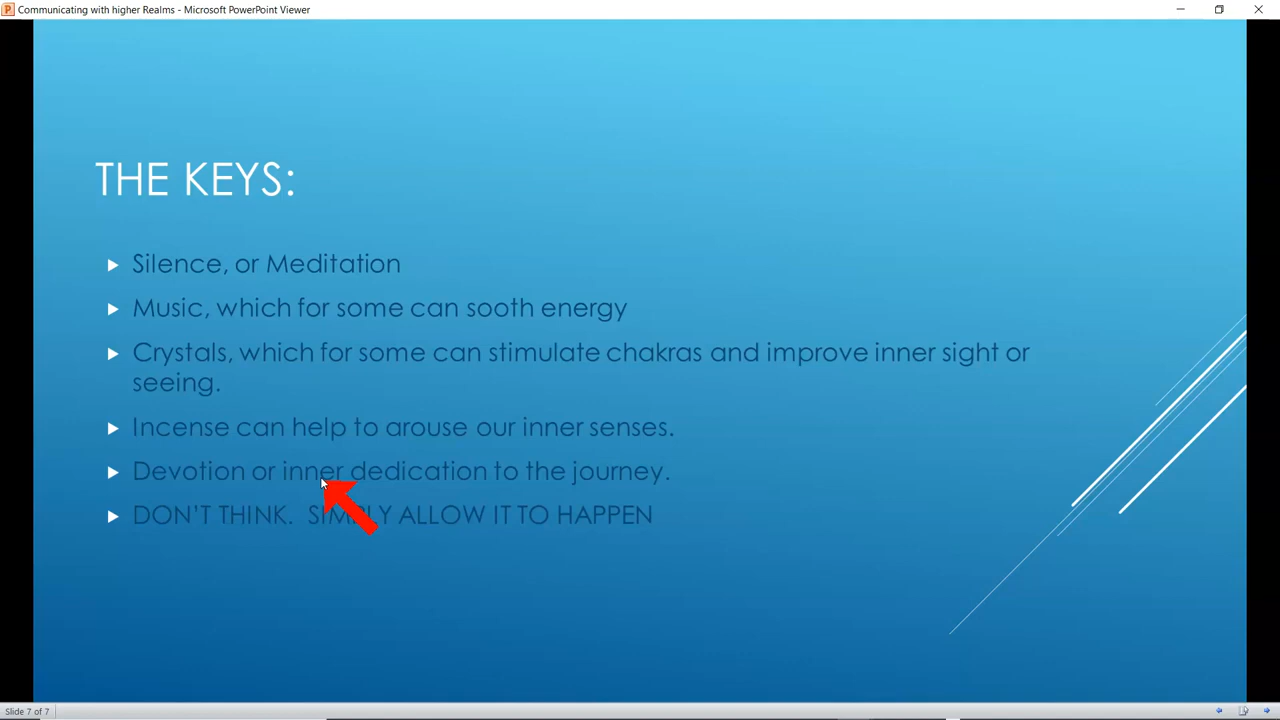 Communicating with higher Realms - Microsoft PowerPoint Viewer
THE KEYS:
Silence, or Meditation
Music, which for some can sooth energy
Crystals, which for some can stimulate chakras and improve inner sight or
seeing.
Incense can help to arouse our inner senses.
Devotion or inner dedication to the journey.
DON'T THINK.  SIMPLY ALLOW IT TO HAPPEN
Slide 7 of 7